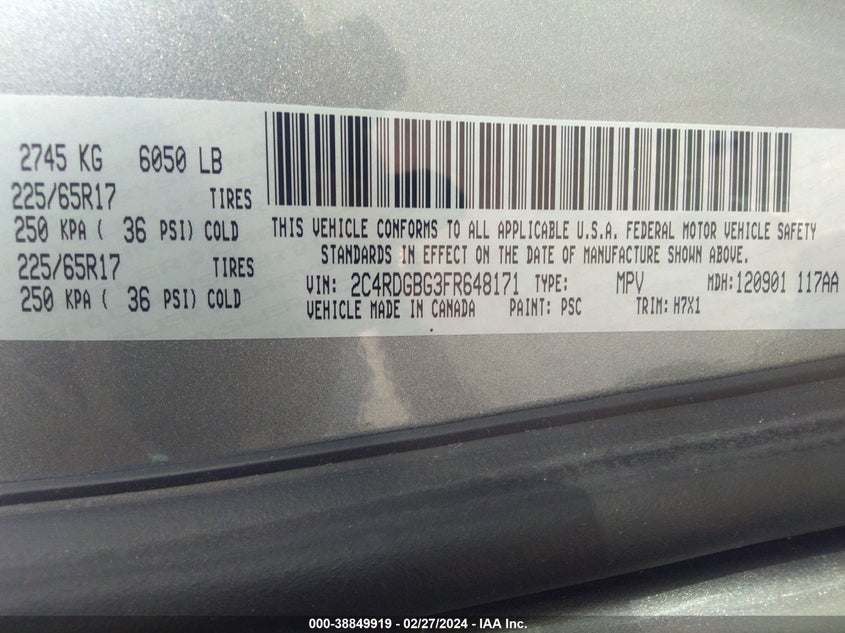 2745 KG 6050 LB
225/65R17 TIRES
250 KPA ( 36 PSI) COLD
225/65R17 TIRES
250 KPA ( 36 PSI) COLD
THIS VEHICLE CONFORMS TO ALL APPLICABLE U.S.A. FEDERAL MOTOR VEHICLE SAFETY
STANDARDS IN EFFECT ON THE DATE OF MANUFACTURE SHOWN ABOVE.
VIN: 2C4RDGBG3FR648171 TYPE: MPV MDH: 120901 117AA
VEHICLE MADE IN CANADA PAINT: PSC TRIM: H7X1
000-38849919 - 02/27/2024 - IAA Inc.